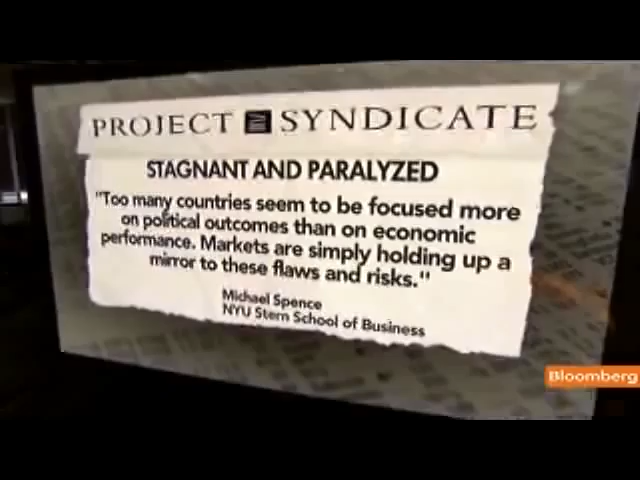 PROJECT SYNDICATE
STAGNANT AND PARALYZED
"Too many countries seem to be focused more
on political outcomes than on economic
performance. Markets are simply holding up a
mirror to these flaws and risks."
Michael Spence
NYU Stern School of Business
Bloomberg